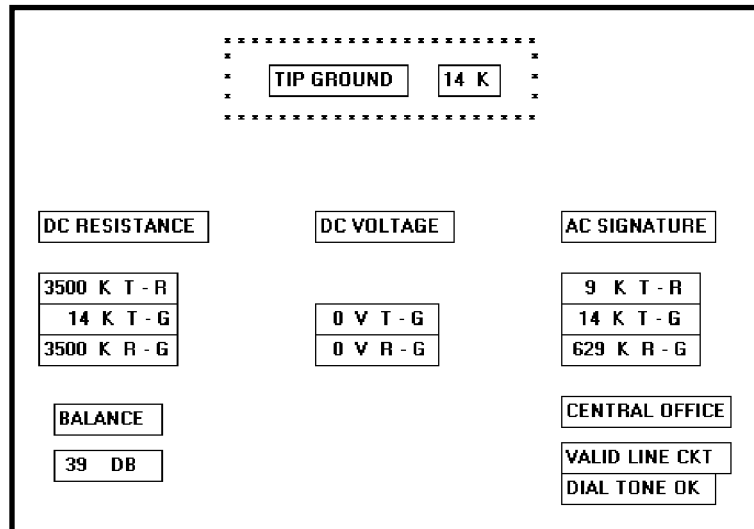 TIP GROUND 14 K
DC RESISTANCE DC VOLTAGE AC SIGNATURE
3500 K T - R 9 K T - R
14 K T - G 0 V T - G 14 K T - G
3500 K R - G 0 V R - G 629 K R - G
BALANCE CENTRAL OFFICE
39 DB VALID LINE CKT
DIAL TONE OK